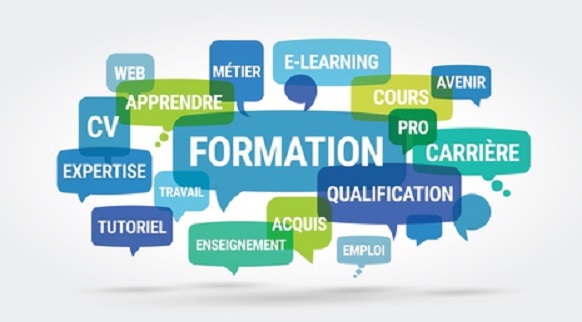 WEB
MÉTIER
E-LEARNING
APPRENDRE
COURS
AVENIR
CV
PRO
FORMATION
CARRIÈRE
EXPERTISE
TRAVAIL
QUALIFICATION
TUTORIEL
ACQUIS
ENSEIGNEMENT
EMPLOI